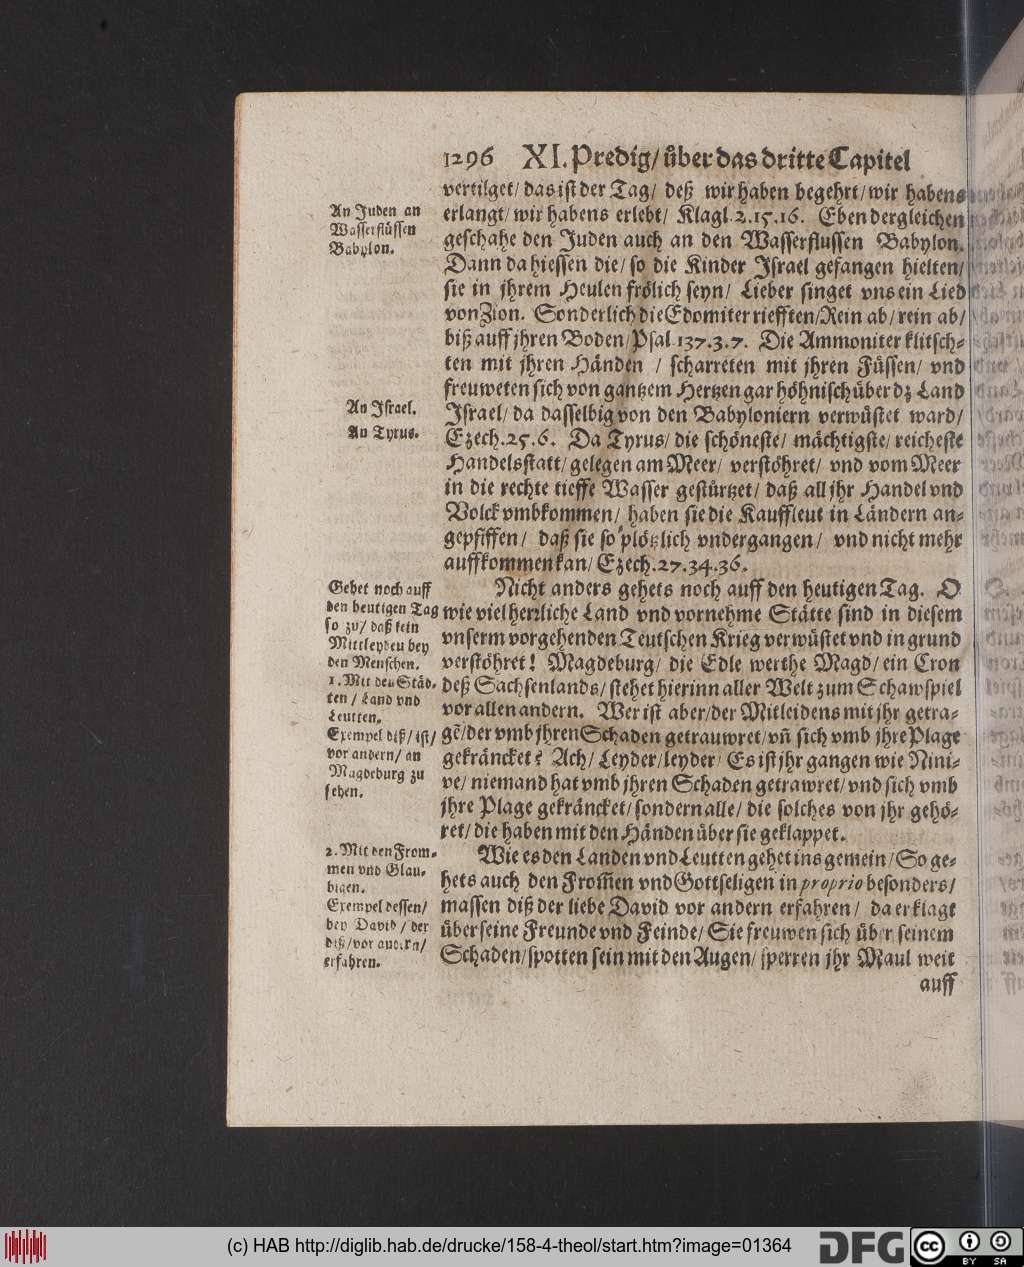 1296 XI. Predig/ über das dritte Capitel
vertilget/ das ist der Tag/ deß wir haben begehrt/ wir habens
erlangt/ wir habens erlebt/ Klagl. 2. 15. 16. Eben dergleichen
geschahe den Juden auch an den Wasserflussen Babylon.
Dann da hiessen die/ so die Kinder Israel gefangen hielten/
sie in jhrem Heulen frölich seyn/ Lieber singet vns ein Lied
von Zion. Sonderlich die Edomiter riefften/ Rein ab/ rein ab/
biß auff jhren Boden/ Psal. 137. 3. 7. Die Ammoniter klitsch-
ten mit jhren Händen / scharreten mit jhren Füssen/ vnd
freuweten sich von gantzem Hertzen gar höhnisch über dz Land
Israel/ da dasselbig von den Babyloniern verwüstet ward/
Ezech. 25. 6. Da Tyrus/ die schöneste/ mächtigste/ reicheste
Handelsstatt/ gelegen am Meer/ verstöhret/ vnd vom Meer
in die rechte tieffe Wasser gestürtzet/ daß all jhr Handel vnd
Volck vmbkommen/ haben sie die Kauffleut in Ländern an-
gepfiffen/ daß sie so plötzlich vndergangen/ vnd nicht mehr
auffkommen kan/ Ezech. 27. 34. 36.
Nicht anders gehets noch auff den heutigen Tag. O
wie viel herrliche Land vnd vornehme Stätte sind in diesem
vnserm vorgehenden Teutschen Krieg verwüstet vnd in grund
verstöhret! Magdeburg/ die Edle werthe Magd/ ein Cron
deß Sachsenlands/ stehet hierinn aller Welt zum Schawspiel
vor allen andern. Wer ist aber/ der Mitleidens mit jhr getra-
gẽ/ der vmb jhren Schaden getrauwret/ vñ sich vmb jhre Plage
gekräncket? Ach/ Leyder/ leyder/ Es ist jhr gangen wie Nini-
ve/ niemand hat vmb jhren Schaden getrawret/ vnd sich vmb
jhre Plage gekräncket/ sondern alle/ die solches von jhr gehö-
ret/ die haben mit den Händen über sie geklappet.
Wie es den Landen vnd Leutten gehet ins gemein/ So ge-
hets auch den From̃en vnd Gottseligen in proprio besonders/
massen diß der liebe David vor andern erfahren/ da er klagt
über seine Freunde vnd Feinde/ Sie freuwen sich über seinem
Schaden/ spotten sein mit den Augen/ sperren jhr Maul weit
auff
An Juden an
Wasserflüssen
Babylon.
An Israel.
An Tyrus.
Gehet noch auff
den heutigen Tag
so zu/ daß kein
Mittleyden bey
den Menschen.
1. Mit den Städ-
ten / Land vnd
Leutten.
Exempel diß/ ist/
vor andern/ an
Magdeburg zu
sehen.
2. Mit den From-
men vnd Glau-
bigen.
Exempel dessen/
hev David / der
diß/ vor andern/
erfahren.
(c) HAB http://diglib.hab.de/drucke/158-4-theol/start.htm?image=01364
DFG
cc
BY SA